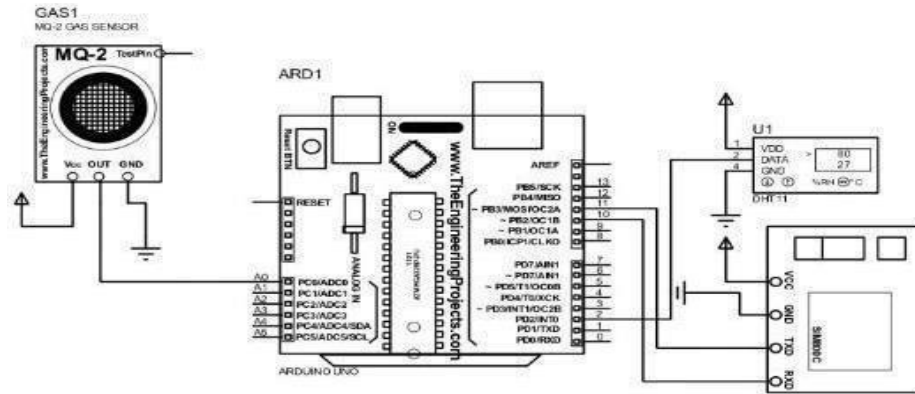 GAS1
MQ-2 GAS SENSOR
MQ-2 TestPin
www.TheEngineeringProjects.com
Vcc OUT GND
ARD1
Reset BTN
ON
www.TheEngineeringProjects.com
RESET
ANALOG IN
A0 PC0/ADC0
A1 PC1/ADC1
A2 PC2/ADC2
A3 PC3/ADC3
A4 PC4/ADC4/SDA
A5 PC5/ADC5/SCL
AREF
PB5/SCK 13
PB4/MISO 12
~ PB3/MOSI/OC2A 11
~ PB2/OC1B 10
~ PB1/OC1A 9
PB0/ICP1/CLKO 8
PD7/AIN1 7
~ PD7/AIN1 6
~ PD5/T1/OC0B 5
PD4/T0/XCK 4
~ PD3/INT1/OC2B 3
PD2/INT0 2
PD1/TXD 1
PD0/RXD 0
ARDUINO UNO
U1
1 VDD
2 DATA
4 GND
> 80
27
%RH °C
DHT11
VCC
GND
TXD
RXD
SIM800C